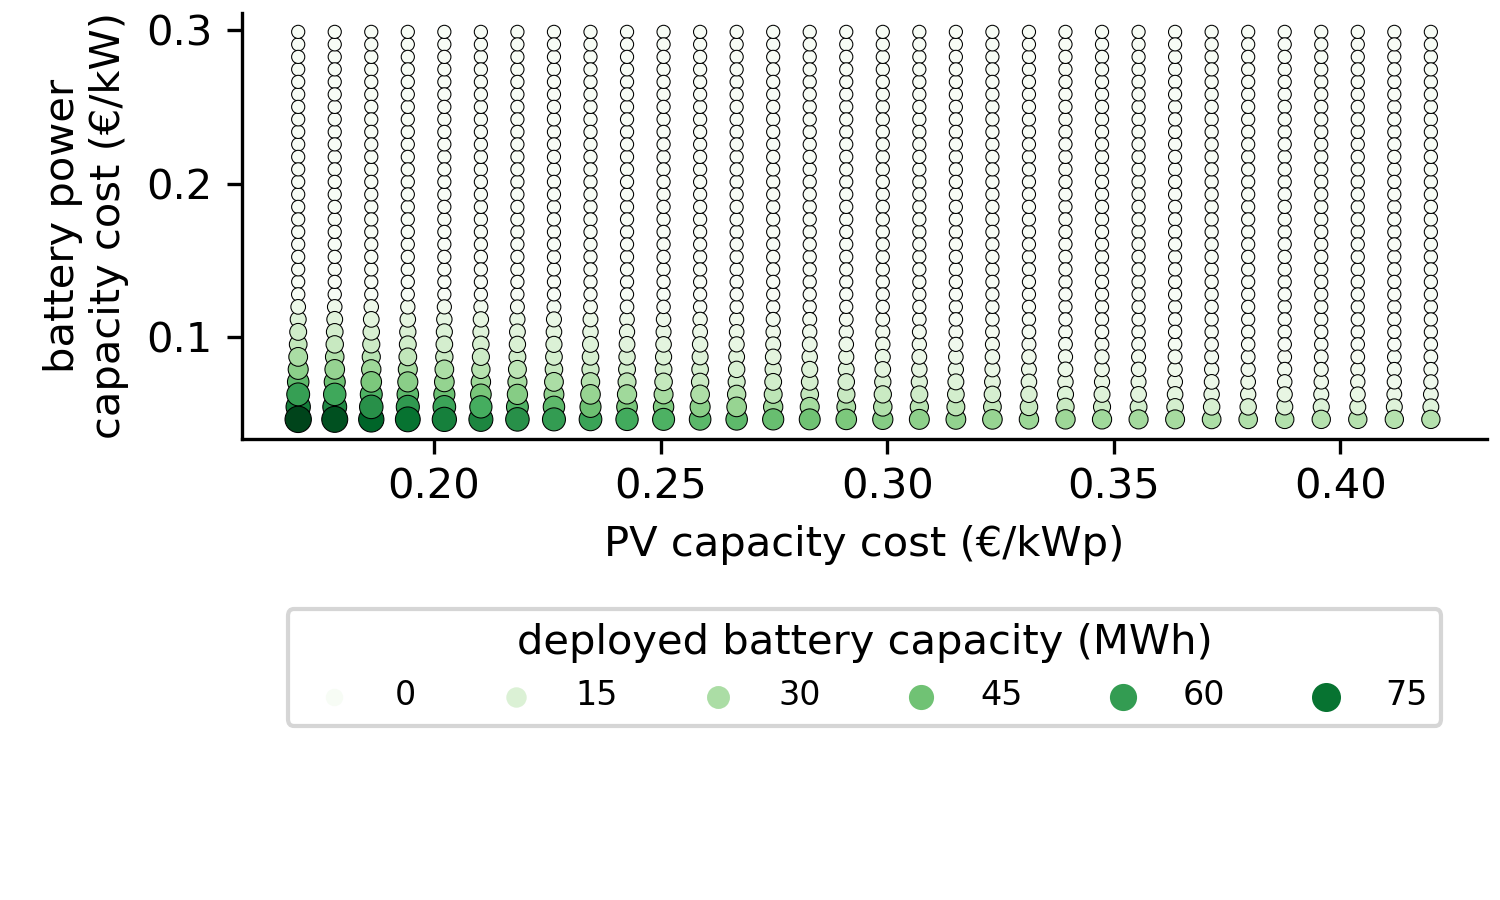 battery power
capacity cost (€/kW)
0.3
0.2
0.1
0.20 0.25 0.30 0.35 0.40
PV capacity cost (€/kWp)
deployed battery capacity (MWh)
0 15 30 45 60 75